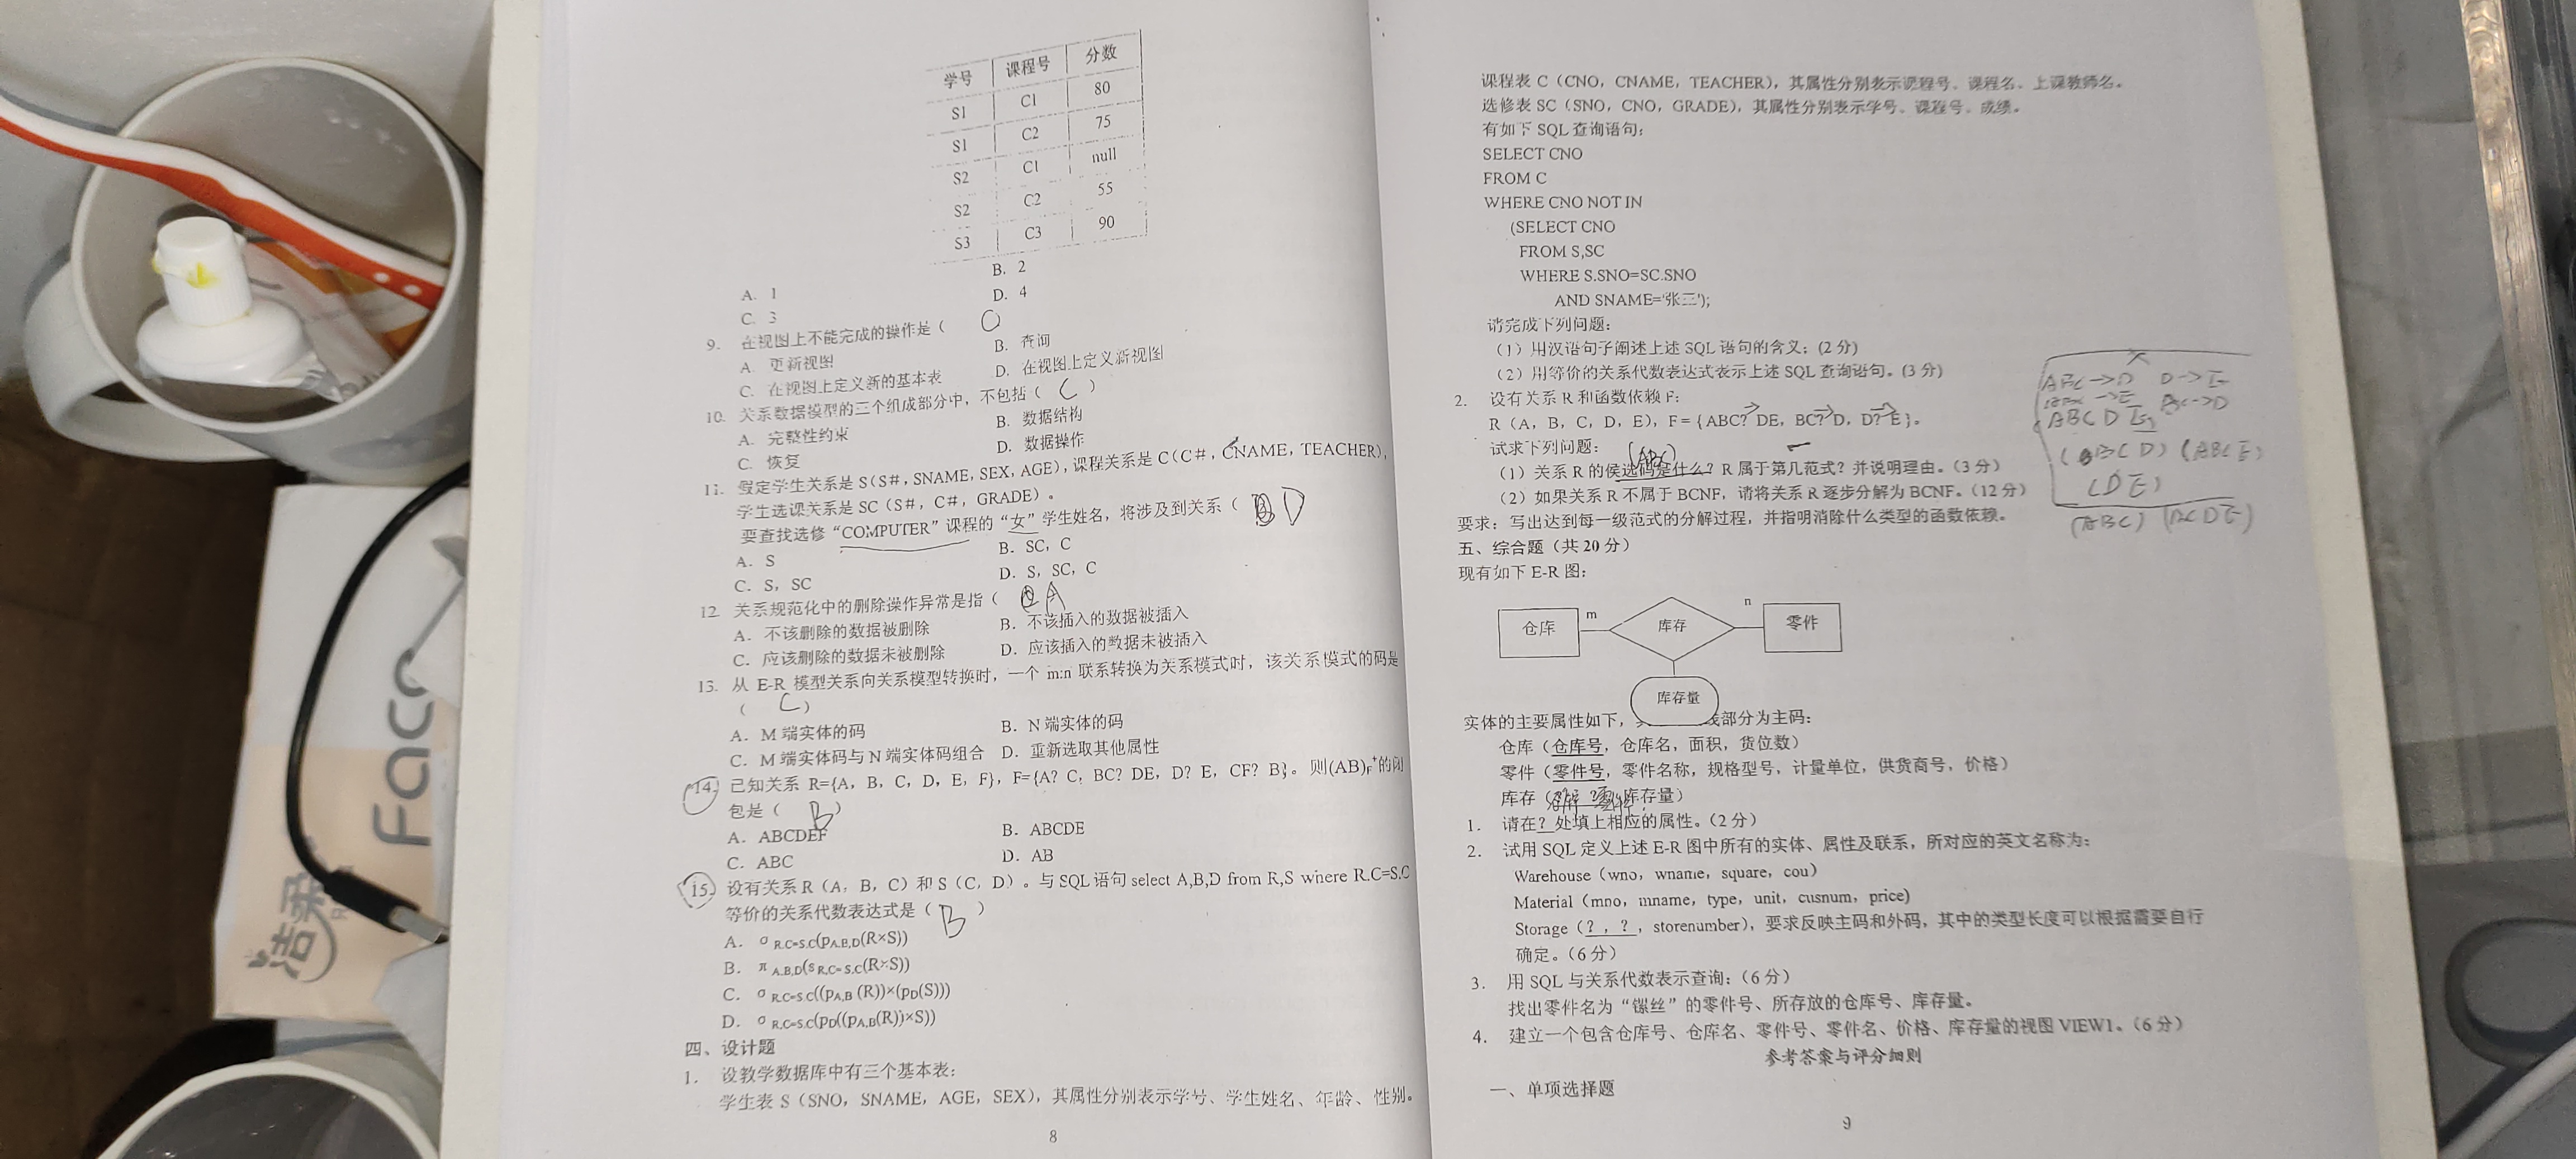 学号 课程号 分数
S1 C1 80
S1 C2 75
S2 C1 null
S2 C2 55
S3 C3 90
A. 1 B. 2
C. 3 D. 4
9. 在视图上不能完成的操作是(C
A. 更新视图 B. 查询
C. 在视图上定义新的基本表 D. 在视图上定义新视图
10. 关系数据模型的三个组成部分中，不包括(C)
A. 完整性约束 B. 数据结构
C. 恢复 D. 数据操作
11. 假定学生关系是 S(S#，SNAME，SEX，AGE)，课程关系是 C(C#，CNAME，TEACHER)，
学生选课关系是 SC（S#，C#，GRADE）。
要查找选修“COMPUTER”课程的“女”学生姓名，将涉及到关系( D
A. S B. SC，C
C. S，SC D. S，SC，C
12. 关系规范化中的删除操作异常是指( A
A. 不该删除的数据被删除 B. 不该插入的数据被插入
C. 应该删除的数据未被删除 D. 应该插入的数据未被插入
13. 从 E-R 模型关系向关系模型转换时，一个 m:n 联系转换为关系模式时，该关系模式的码是
(C)
A. M 端实体的码 B. N 端实体的码
C. M 端实体码与 N 端实体码组合 D. 重新选取其他属性
14. 已知关系 R={A，B，C，D，E，F}，F={A? C，BC? DE，D? E，CF? B}。则(AB)F+的闭
包是(B)
A. ABCDEF B. ABCDE
C. ABC D. AB
15. 设有关系 R（A，B，C）和 S（C，D）。与 SQL 语句 select A,B,D from R,S where R.C=S.C
等价的关系代数表达式是(B)
A. σ R.C=S.C(pA,B,D(R×S))
B. π A,B,D(s R,C= S.C(R×S))
C. σ R.C=S.C((pA,B (R))×(pD(S)))
D. σ R.C=S.C(pD((pA,B(R))×S))
四、设计题
1. 设教学数据库中有三个基本表：
学生表 S（SNO，SNAME，AGE，SEX），其属性分别表示学号、学生姓名、年龄、性别。
8
课程表 C（CNO，CNAME，TEACHER），其属性分别表示课程号、课程名、上课教师名。
选修表 SC（SNO，CNO，GRADE），其属性分别表示学号、课程号、成绩。
有如下 SQL 查询语句：
SELECT CNO
FROM C
WHERE CNO NOT IN
(SELECT CNO
FROM S,SC
WHERE S.SNO=SC.SNO
AND SNAME='张三');
请完成下列问题：
（1）用汉语句子阐述上述 SQL 语句的含义；(2 分)
（2）用等价的关系代数表达式表示上述 SQL 查询语句。(3 分)
2. 设有关系 R 和函数依赖 F：
R（A，B，C，D，E），F＝{ABC? DE，BC? D，D? E}。
试求下列问题： (ABC)
（1）关系 R 的侯选码是什么？R 属于第几范式？并说明理由。（3 分）
（2）如果关系 R 不属于 BCNF，请将关系 R 逐步分解为 BCNF。（12 分）
要求：写出达到每一级范式的分解过程，并指明消除什么类型的函数依赖。
ABC→D D→E
ABC→E BC→D
ABCDE
(ABCD) (ABCE)
(DE)
(ABC) (BCDE)
五、综合题（共 20 分）
现有如下 E-R 图：
仓库 m 库存 n 零件
库存量
实体的主要属性如下， 线部分为主码：
仓库（仓库号，仓库名，面积，货位数）
零件（零件号，零件名称，规格型号，计量单位，供货商号，价格）
库存（ 库存量）
1. 请在？处填上相应的属性。（2 分）
2. 试用 SQL 定义上述 E-R 图中所有的实体、属性及联系，所对应的英文名称为：
Warehouse（wno，wname，square，cou）
Material（mno，mname，type，unit，cusnum，price)
Storage（?，?，storenumber），要求反映主码和外码，其中的类型长度可以根据需要自行
确定。（6 分）
3. 用 SQL 与关系代数表示查询：（6 分）
找出零件名为“镙丝”的零件号、所存放的仓库号、库存量。
4. 建立一个包含仓库号、仓库名、零件号、零件名、价格、库存量的视图 VIEW1。（6 分）
参考答案与评分细则
一、单项选择题
9
Face
洁柔